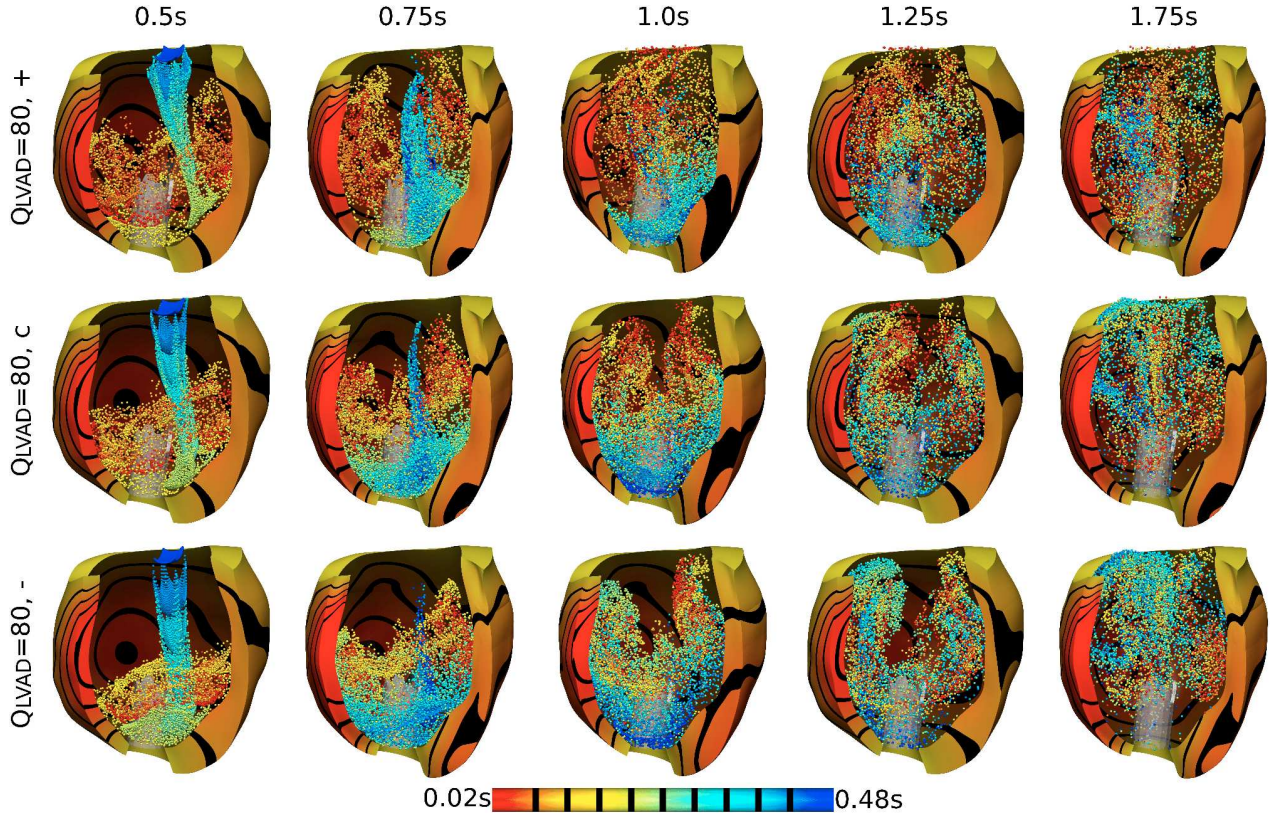 0.5s 0.75s 1.0s 1.25s 1.75s
QLVAD=80, +
QLVAD=80, c
QLVAD=80, -
0.02s 0.48s